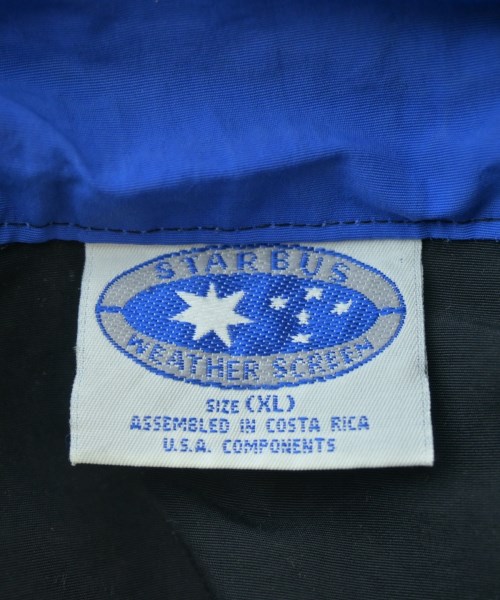 STARBUS
WEATHER SCREEN
SIZE (XL)
ASSEMBLED IN COSTA RICA
U.S.A. COMPONENTS